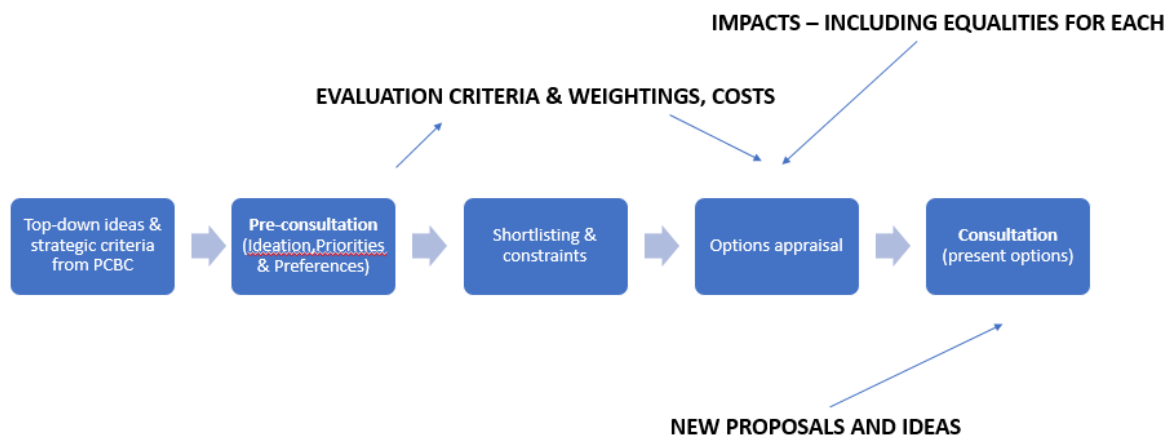 IMPACTS – INCLUDING EQUALITIES FOR EACH
EVALUATION CRITERIA & WEIGHTINGS, COSTS
Top-down ideas &
strategic criteria
from PCBC
Pre-consultation
(Ideation,Priorities
& Preferences)
Shortlisting &
constraints
Options appraisal
Consultation
(present options)
NEW PROPOSALS AND IDEAS